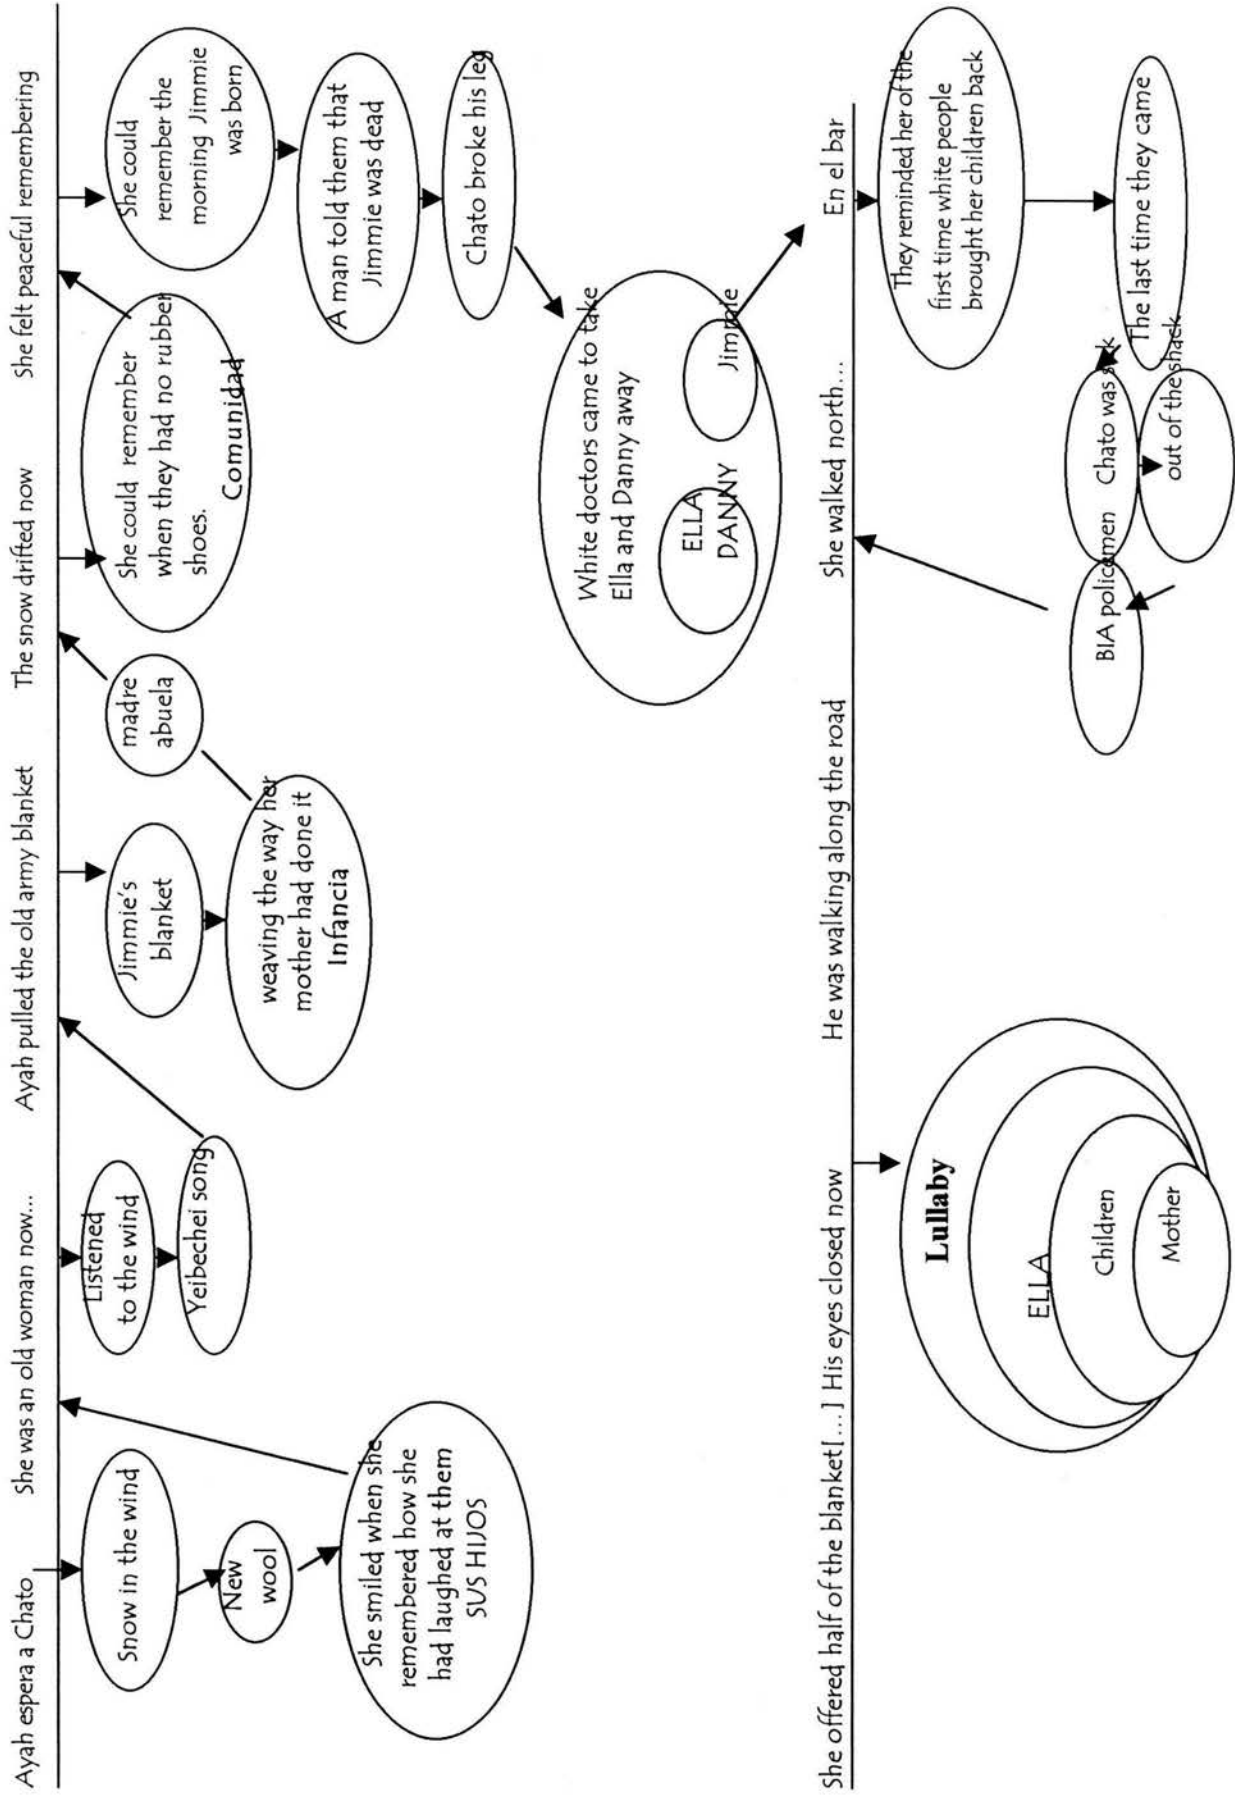 Ayah espera a Chato
She was an old woman now...
Ayah pulled the old army blanket
The snow drifted now
She felt peaceful remembering
Snow in the wind
New
wool
She smiled when she
remembered how she
had laughed at them
SUS HIJOS
Listened
to the wind
Yeibechei song
Jimmie's
blanket
weaving the way her
mother had done it
Infancia
madre
abuela
She could remember
when they had no rubber
shoes.
Comunidad
She could
remember the
morning Jimmie
was born
A man told them that
Jimmie was dead
Chato broke his leg
White doctors came to take
Ella and Danny away
ELLA
DANNY
Jimmie
She offered half of the blanket[...] His eyes closed now
He was walking along the road
She walked north...
En el bar
Lullaby
ELLA
Children
Mother
They reminded her of the
first time white people
brought her children back
The last time they came
Chato was sick
out of the shack
BIA policemen